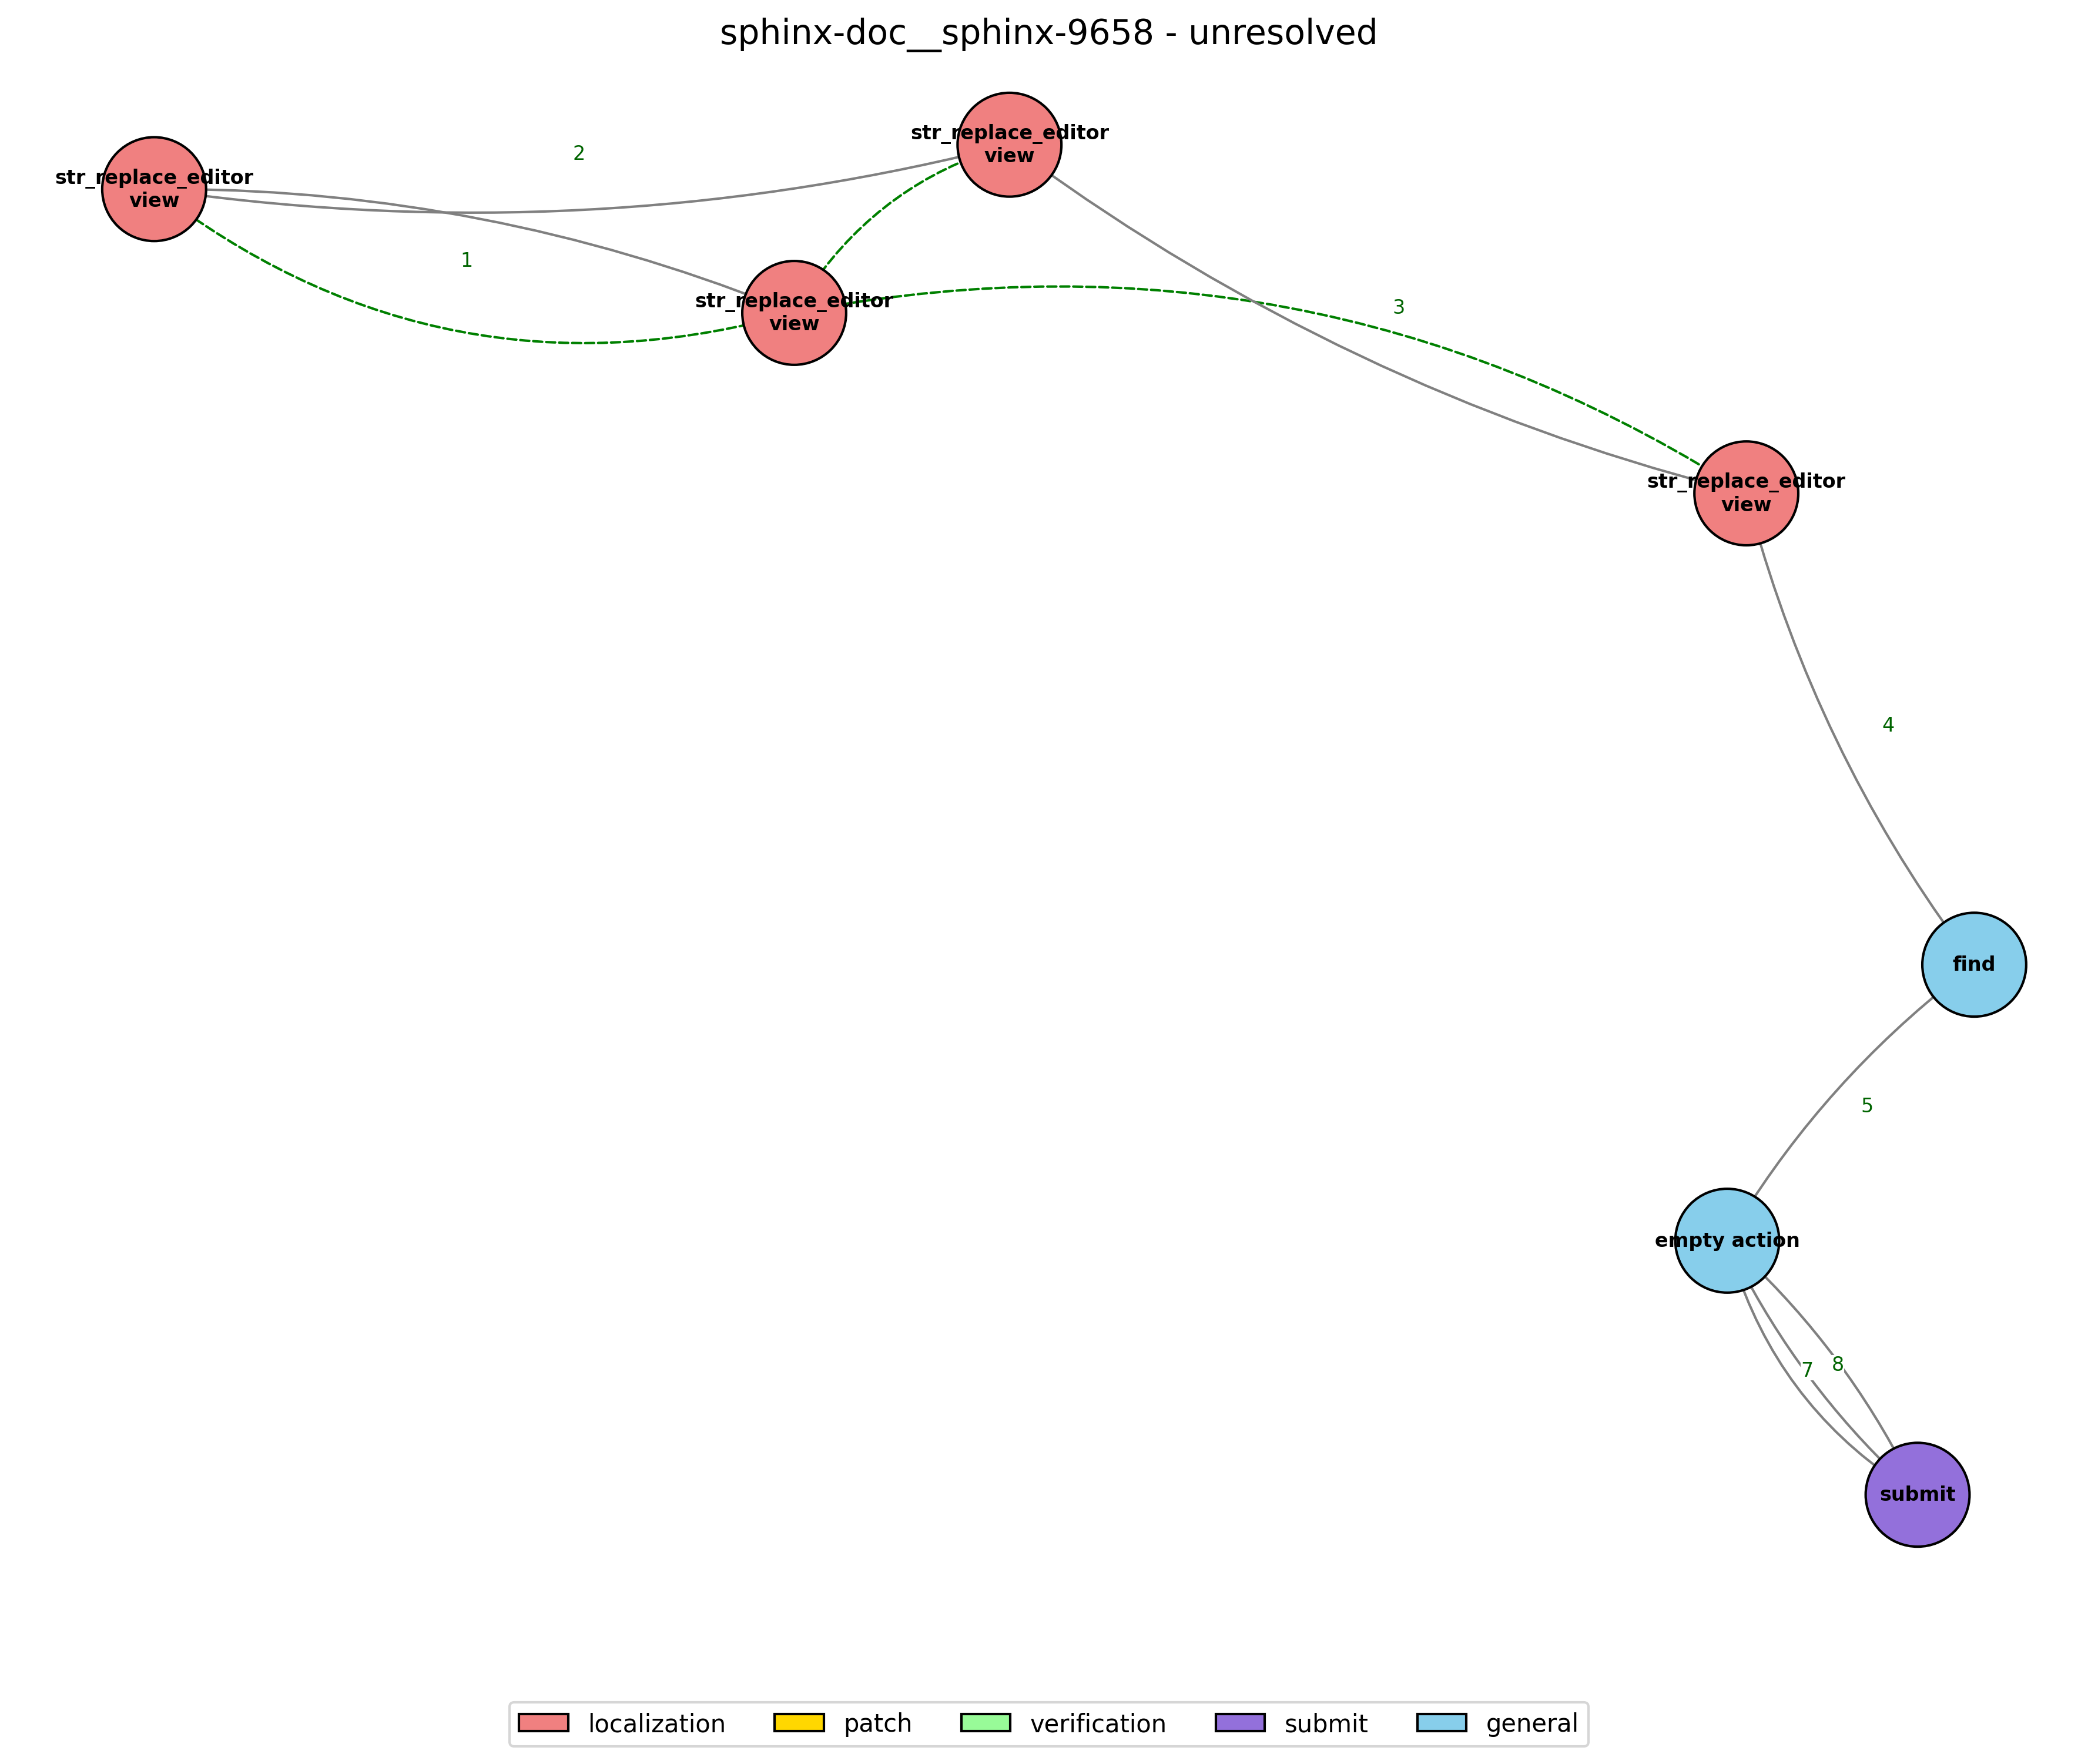 sphinx-doc__sphinx-9658 - unresolved
str_replace_editor
view
2
str_replace_editor
view
1
str_replace_editor
view
3
str_replace_editor
view
4
find
5
empty action
7
8
submit
localization
patch
verification
submit
general